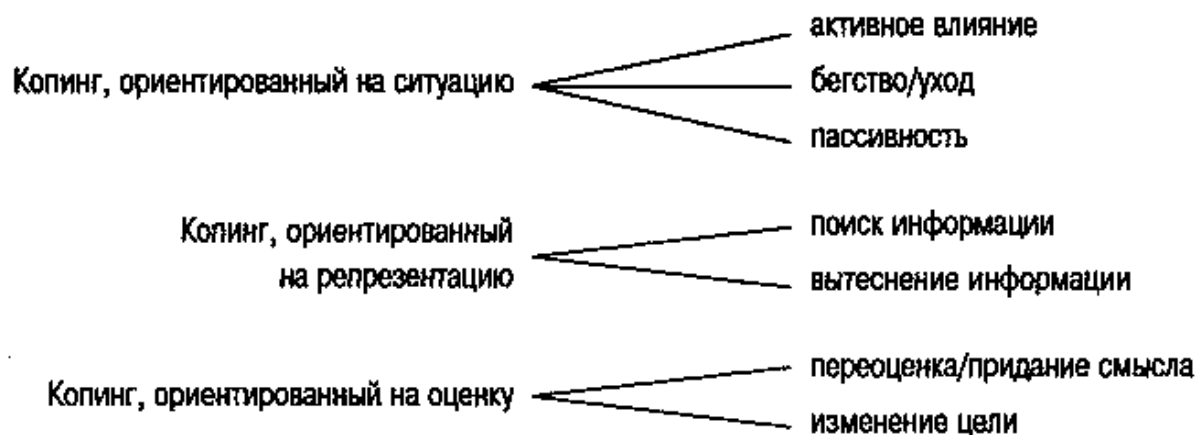 активное влияние
Копинг, ориентированный на ситуацию
бегство/уход
пассивность
Копинг, ориентированный
на репрезентацию
поиск информации
вытеснение информации
Копинг, ориентированный на оценку
переоценка/придание смысла
изменение цели